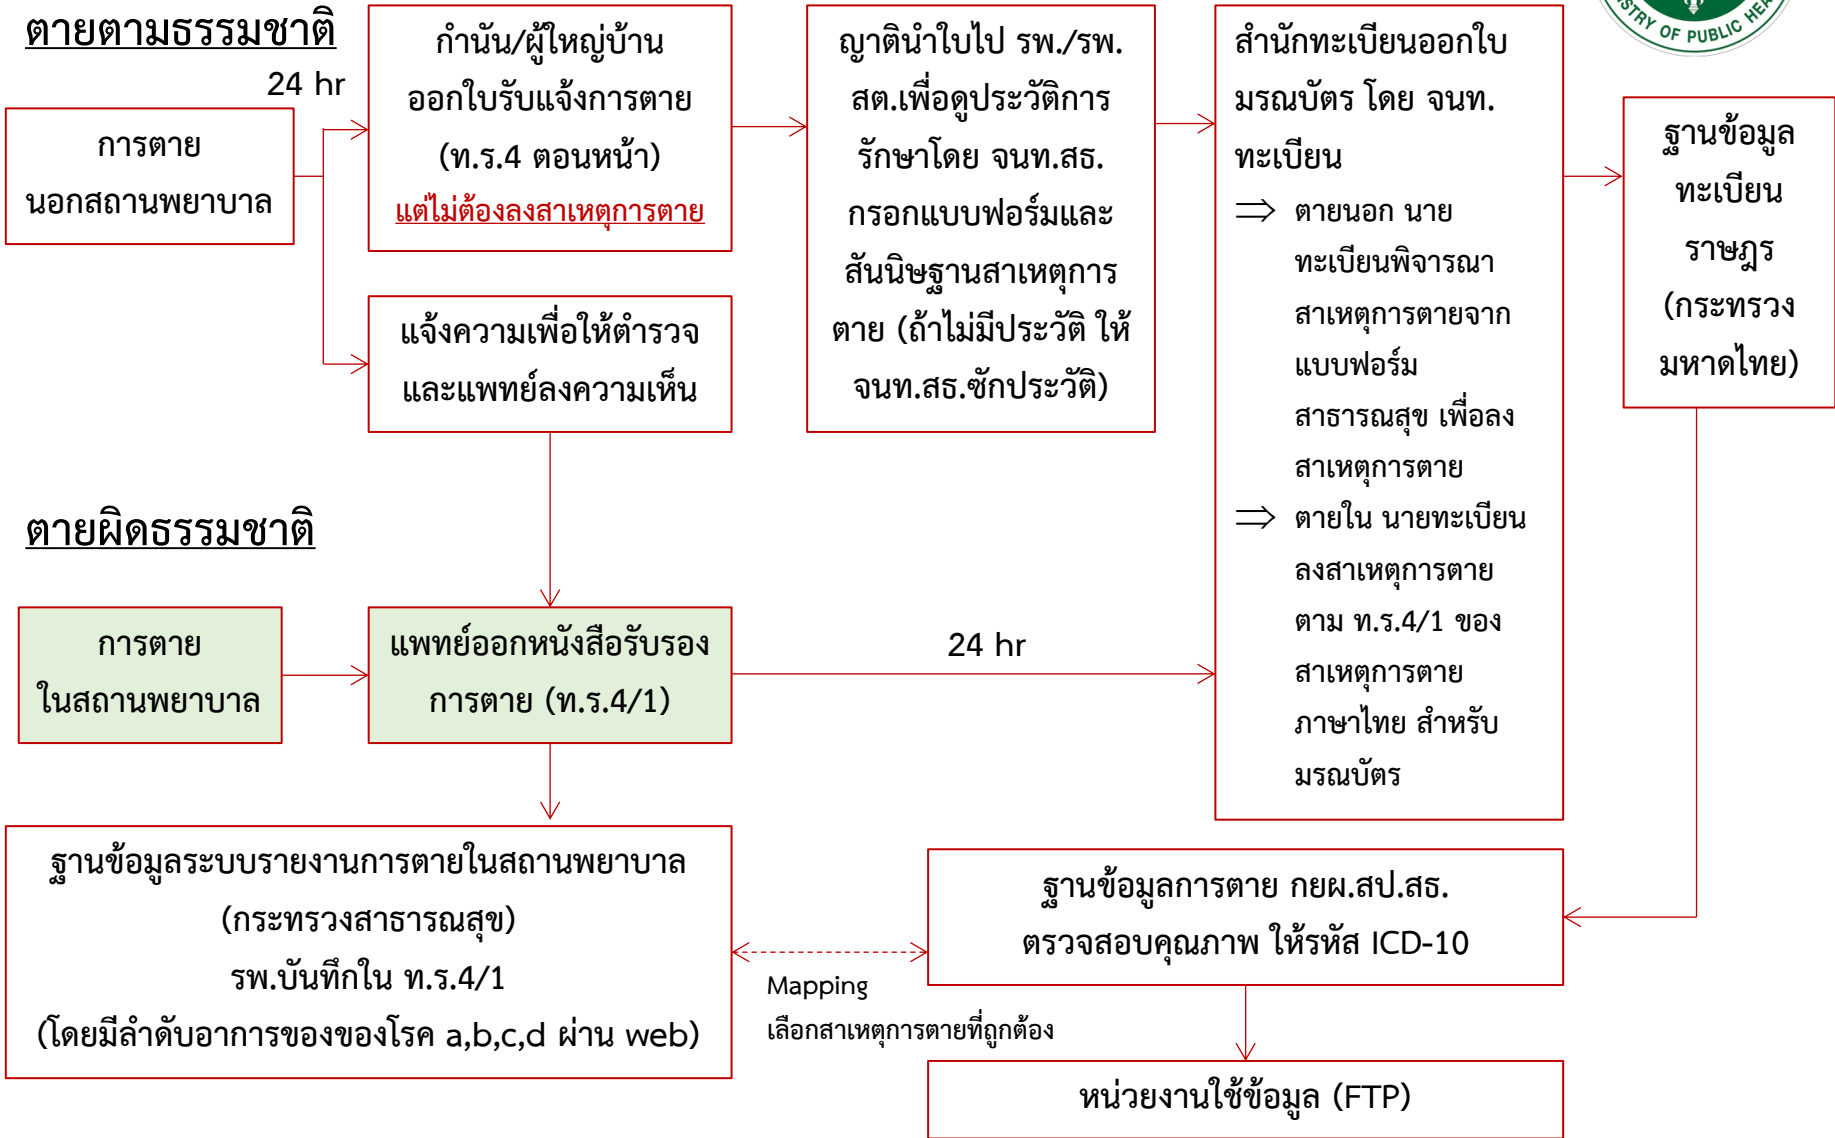 ตายตามธรรมชาติ
24 hr
การตาย
นอกสถานพยาบาล
กำนัน/ผู้ใหญ่บ้าน
ออกใบรับแจ้งการตาย
(ท.ร.4 ตอนหน้า)
แต่ไม่ต้องลงสาเหตุการตาย
แจ้งความเพื่อให้ตำรวจ
และแพทย์ลงความเห็น
ญาตินำใบไป รพ./รพ.
สต.เพื่อดูประวัติการ
รักษาโดย จนท.สธ.
กรอกแบบฟอร์มและ
สันนิษฐานสาเหตุการ
ตาย (ถ้าไม่มีประวัติ ให้
จนท.สธ.ซักประวัติ)
สำนักทะเบียนออกใบ
มรณบัตร โดย จนท.
ทะเบียน
⇒ ตายนอก นาย
ทะเบียนพิจารณา
สาเหตุการตายจาก
แบบฟอร์ม
สาธารณสุข เพื่อลง
สาเหตุการตาย
⇒ ตายใน นายทะเบียน
ลงสาเหตุการตาย
ตาม ท.ร.4/1 ของ
สาเหตุการตาย
ภาษาไทย สำหรับ
มรณบัตร
ISTRY OF PUBLIC HEA
ฐานข้อมูล
ทะเบียน
ราษฎร
(กระทรวง
มหาดไทย)
ตายผิดธรรมชาติ
การตาย
ในสถานพยาบาล
แพทย์ออกหนังสือรับรอง
การตาย (ท.ร.4/1)
24 hr
ฐานข้อมูลระบบรายงานการตายในสถานพยาบาล
(กระทรวงสาธารณสุข)
รพ.บันทึกใน ท.ร.4/1
(โดยมีลำดับอาการของของโรค a,b,c,d ผ่าน web)
Mapping
เลือกสาเหตุการตายที่ถูกต้อง
ฐานข้อมูลการตาย กยผ.สป.สธ.
ตรวจสอบคุณภาพ ให้รหัส ICD-10
หน่วยงานใช้ข้อมูล (FTP)